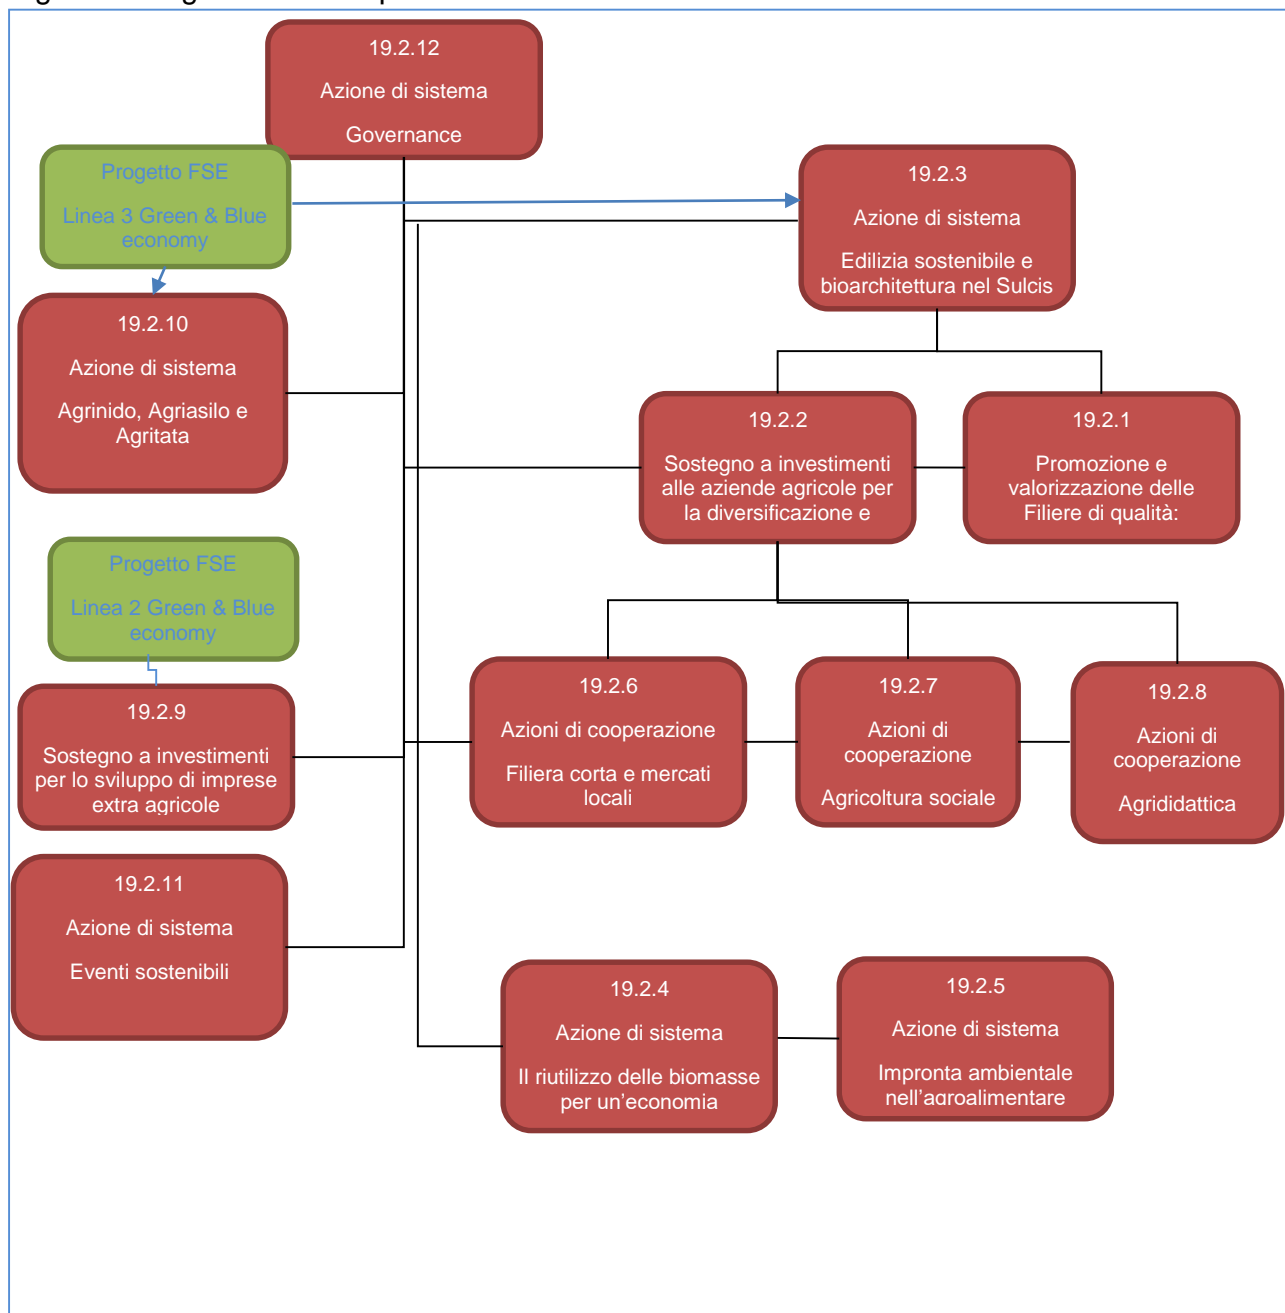 19.2.12
Azione di sistema
Governance
Progetto FSE
Linea 3 Green & Blue
economy
19.2.3
Azione di sistema
Edilizia sostenibile e
bioarchitettura nel Sulcis
19.2.10
Azione di sistema
Agrinido, Agriasilo e
Agritata
19.2.2
Sostegno a investimenti
alle aziende agricole per
la diversificazione e
19.2.1
Promozione e
valorizzazione delle
Filiere di qualità:
Progetto FSE
Linea 2 Green & Blue
economy
19.2.9
Sostegno a investimenti
per lo sviluppo di imprese
extra agricole
19.2.6
Azioni di cooperazione
Filiera corta e mercati
locali
19.2.7
Azioni di
cooperazione
Agricoltura sociale
19.2.8
Azioni di
cooperazione
Agrididattica
19.2.11
Azione di sistema
Eventi sostenibili
19.2.4
Azione di sistema
Il riutilizzo delle biomasse
per un’economia
19.2.5
Azione di sistema
Impronta ambientale
nell’agroalimentare